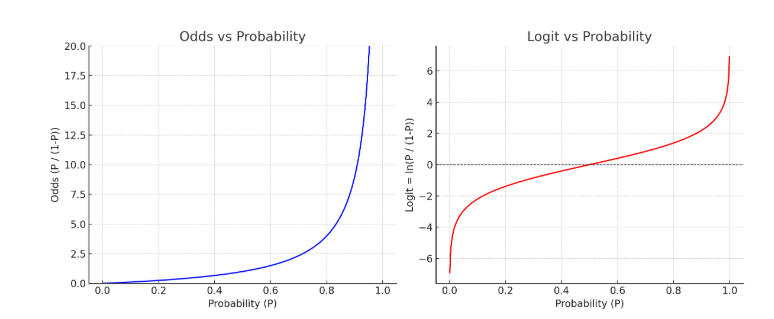 Odds vs Probability
20.0
17.5
15.0
12.5
10.0
7.5
5.0
2.5
0.0
Odds (P / (1-P))
0.0 0.2 0.4 0.6 0.8 1.0
Probability (P)
Logit vs Probability
6
4
2
0
−2
−4
−6
Logit = ln(P / (1-P))
0.0 0.2 0.4 0.6 0.8 1.0
Probability (P)